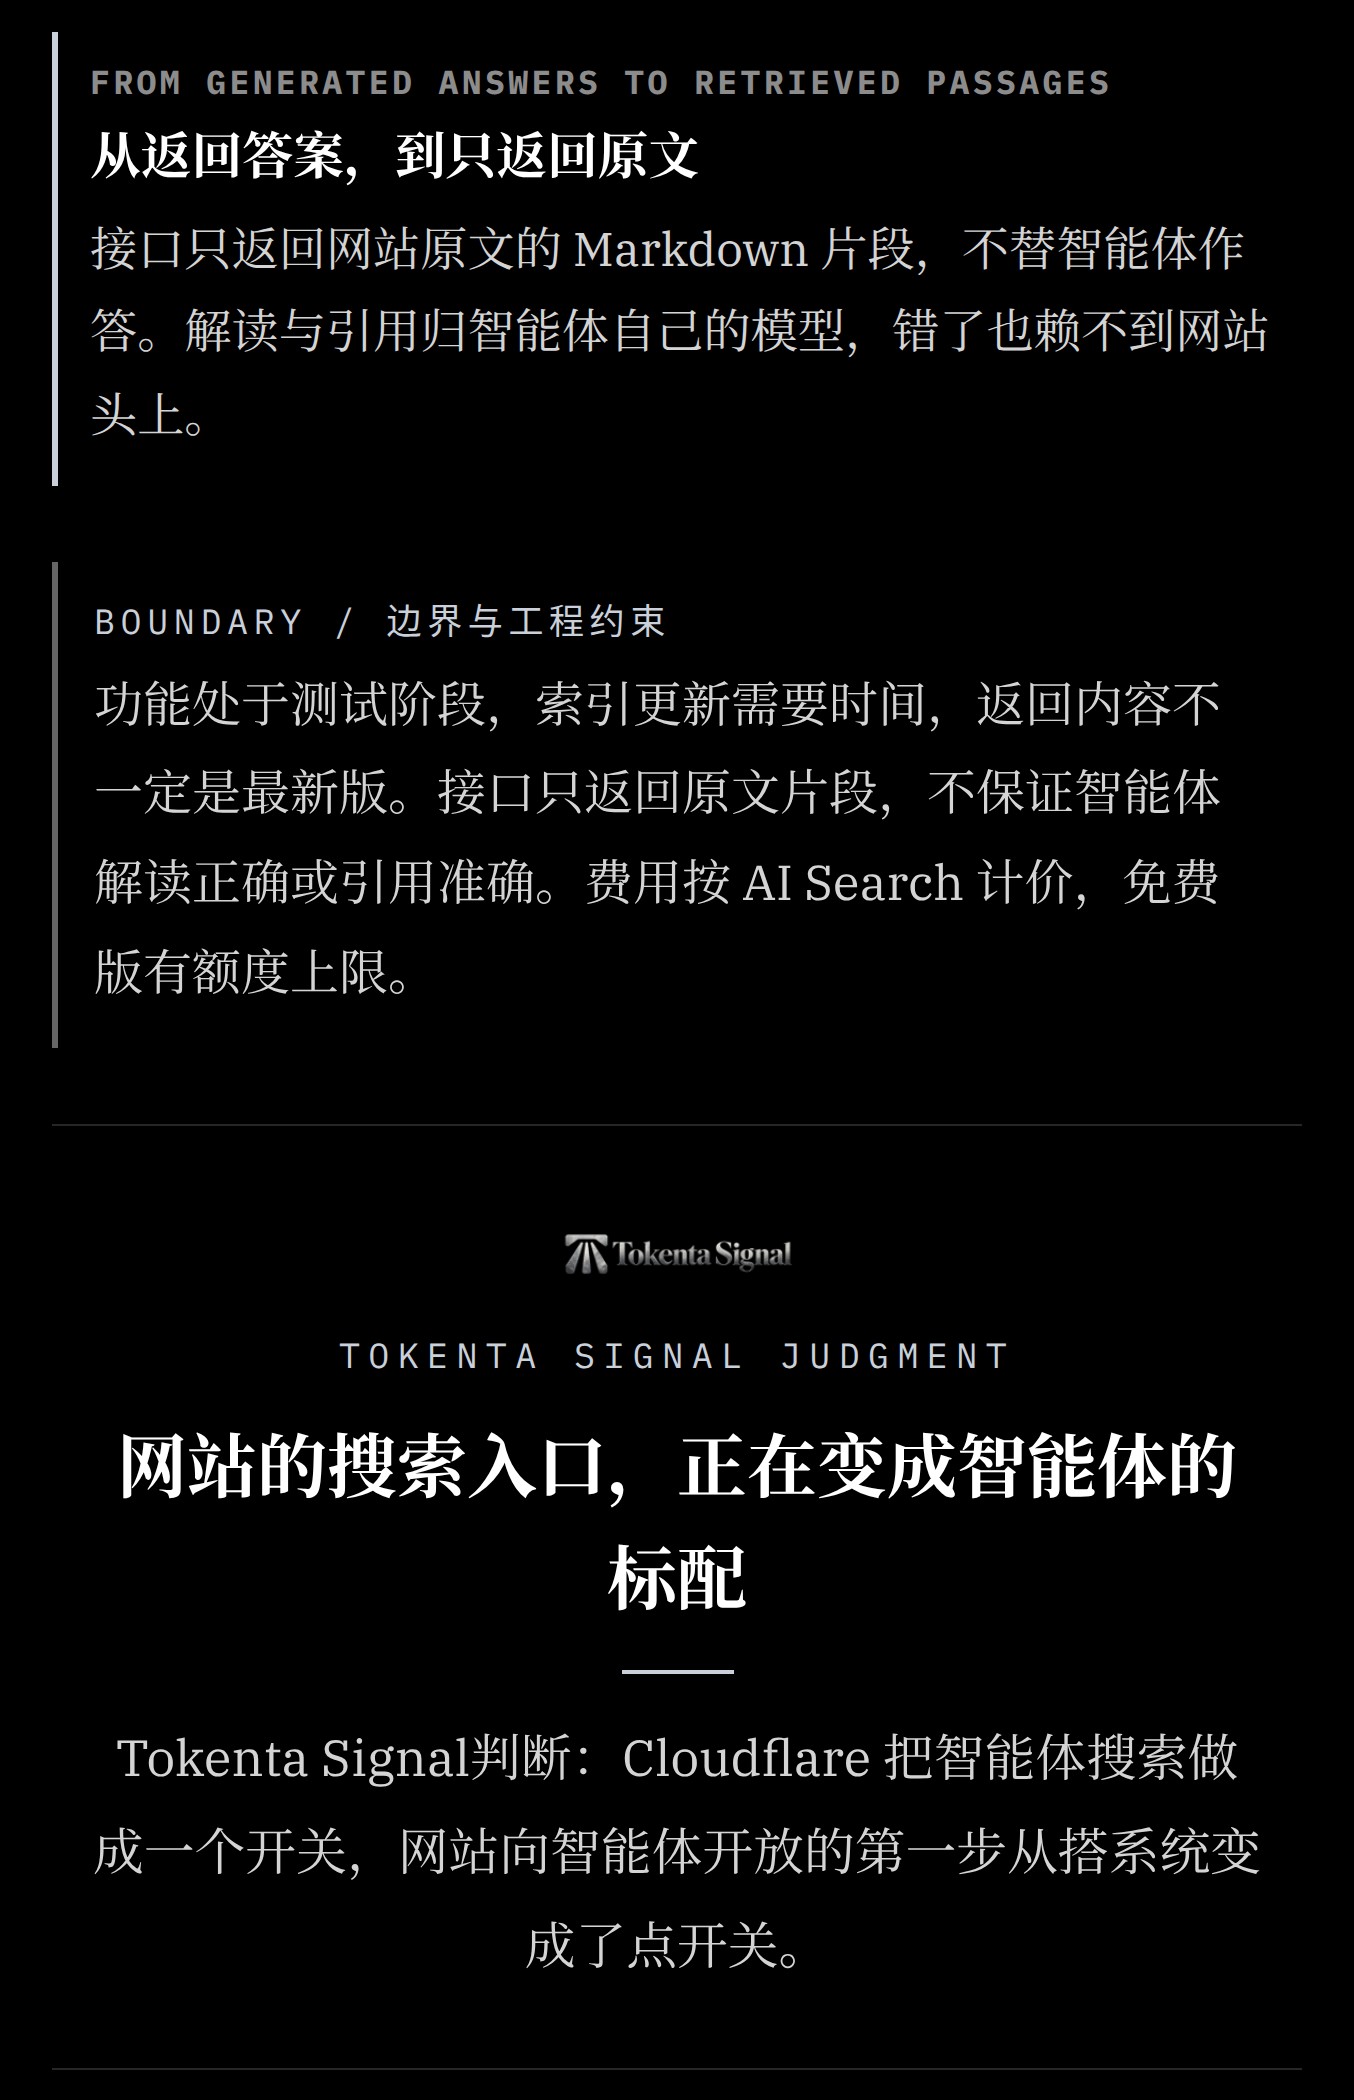 FROM GENERATED ANSWERS TO RETRIEVED PASSAGES
从返回答案，到只返回原文
接口只返回网站原文的 Markdown 片段，不替智能体作
答。解读与引用归智能体自己的模型，错了也赖不到网站
头上。
BOUNDARY / 边界与工程约束
功能处于测试阶段，索引更新需要时间，返回内容不
一定是最新版。接口只返回原文片段，不保证智能体
解读正确或引用准确。费用按 AI Search 计价，免费
版有额度上限。
Tokenta Signal
TOKENTA SIGNAL JUDGMENT
网站的搜索入口，正在变成智能体的
标配
Tokenta Signal判断：Cloudflare 把智能体搜索做
成一个开关，网站向智能体开放的第一步从搭系统变
成了点开关。